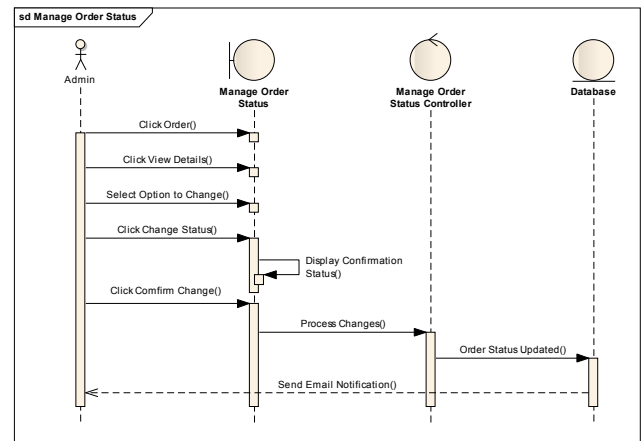 sd Manage Order Status
Admin
Manage Order
Status
Manage Order
Status Controller
Database
Click Order()
Click View Details()
Select Option to Change()
Click Change Status()
Display Confirmation
Status()
Click Comfirm Change()
Process Changes()
Order Status Updated()
Send Email Notification()